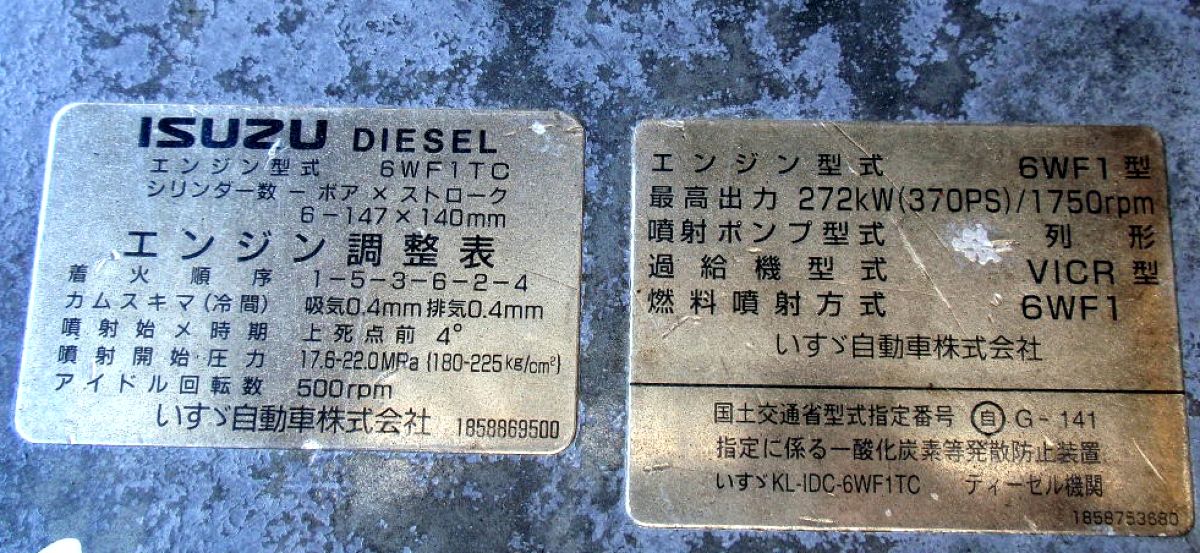 ISUZU DIESEL
エンジン型式 6WF1TC
シリンダー数－ボア×ストローク
6－147×140mm
エンジン調整表
着火順序 1-5-3-6-2-4
カムスキマ(冷間) 吸気0.4mm 排気0.4mm
噴射始メ時期 上死点前 4°
噴射開始圧力 17.6-22.0MPa {180-225kg/cm²}
アイドル回転数 500rpm
いすゞ自動車株式会社 1858869500
エンジン型式 6WF1型
最高出力 272kW(370PS)/1750rpm
噴射ポンプ型式 列形
過給機型式 VICR型
燃料噴射方式 6WF1
いすゞ自動車株式会社
国土交通省型式指定番号 自 G-141
指定に係る一酸化炭素等発散防止装置
いすゞKL-IDC-6WF1TC ディーセル機関
1858753680